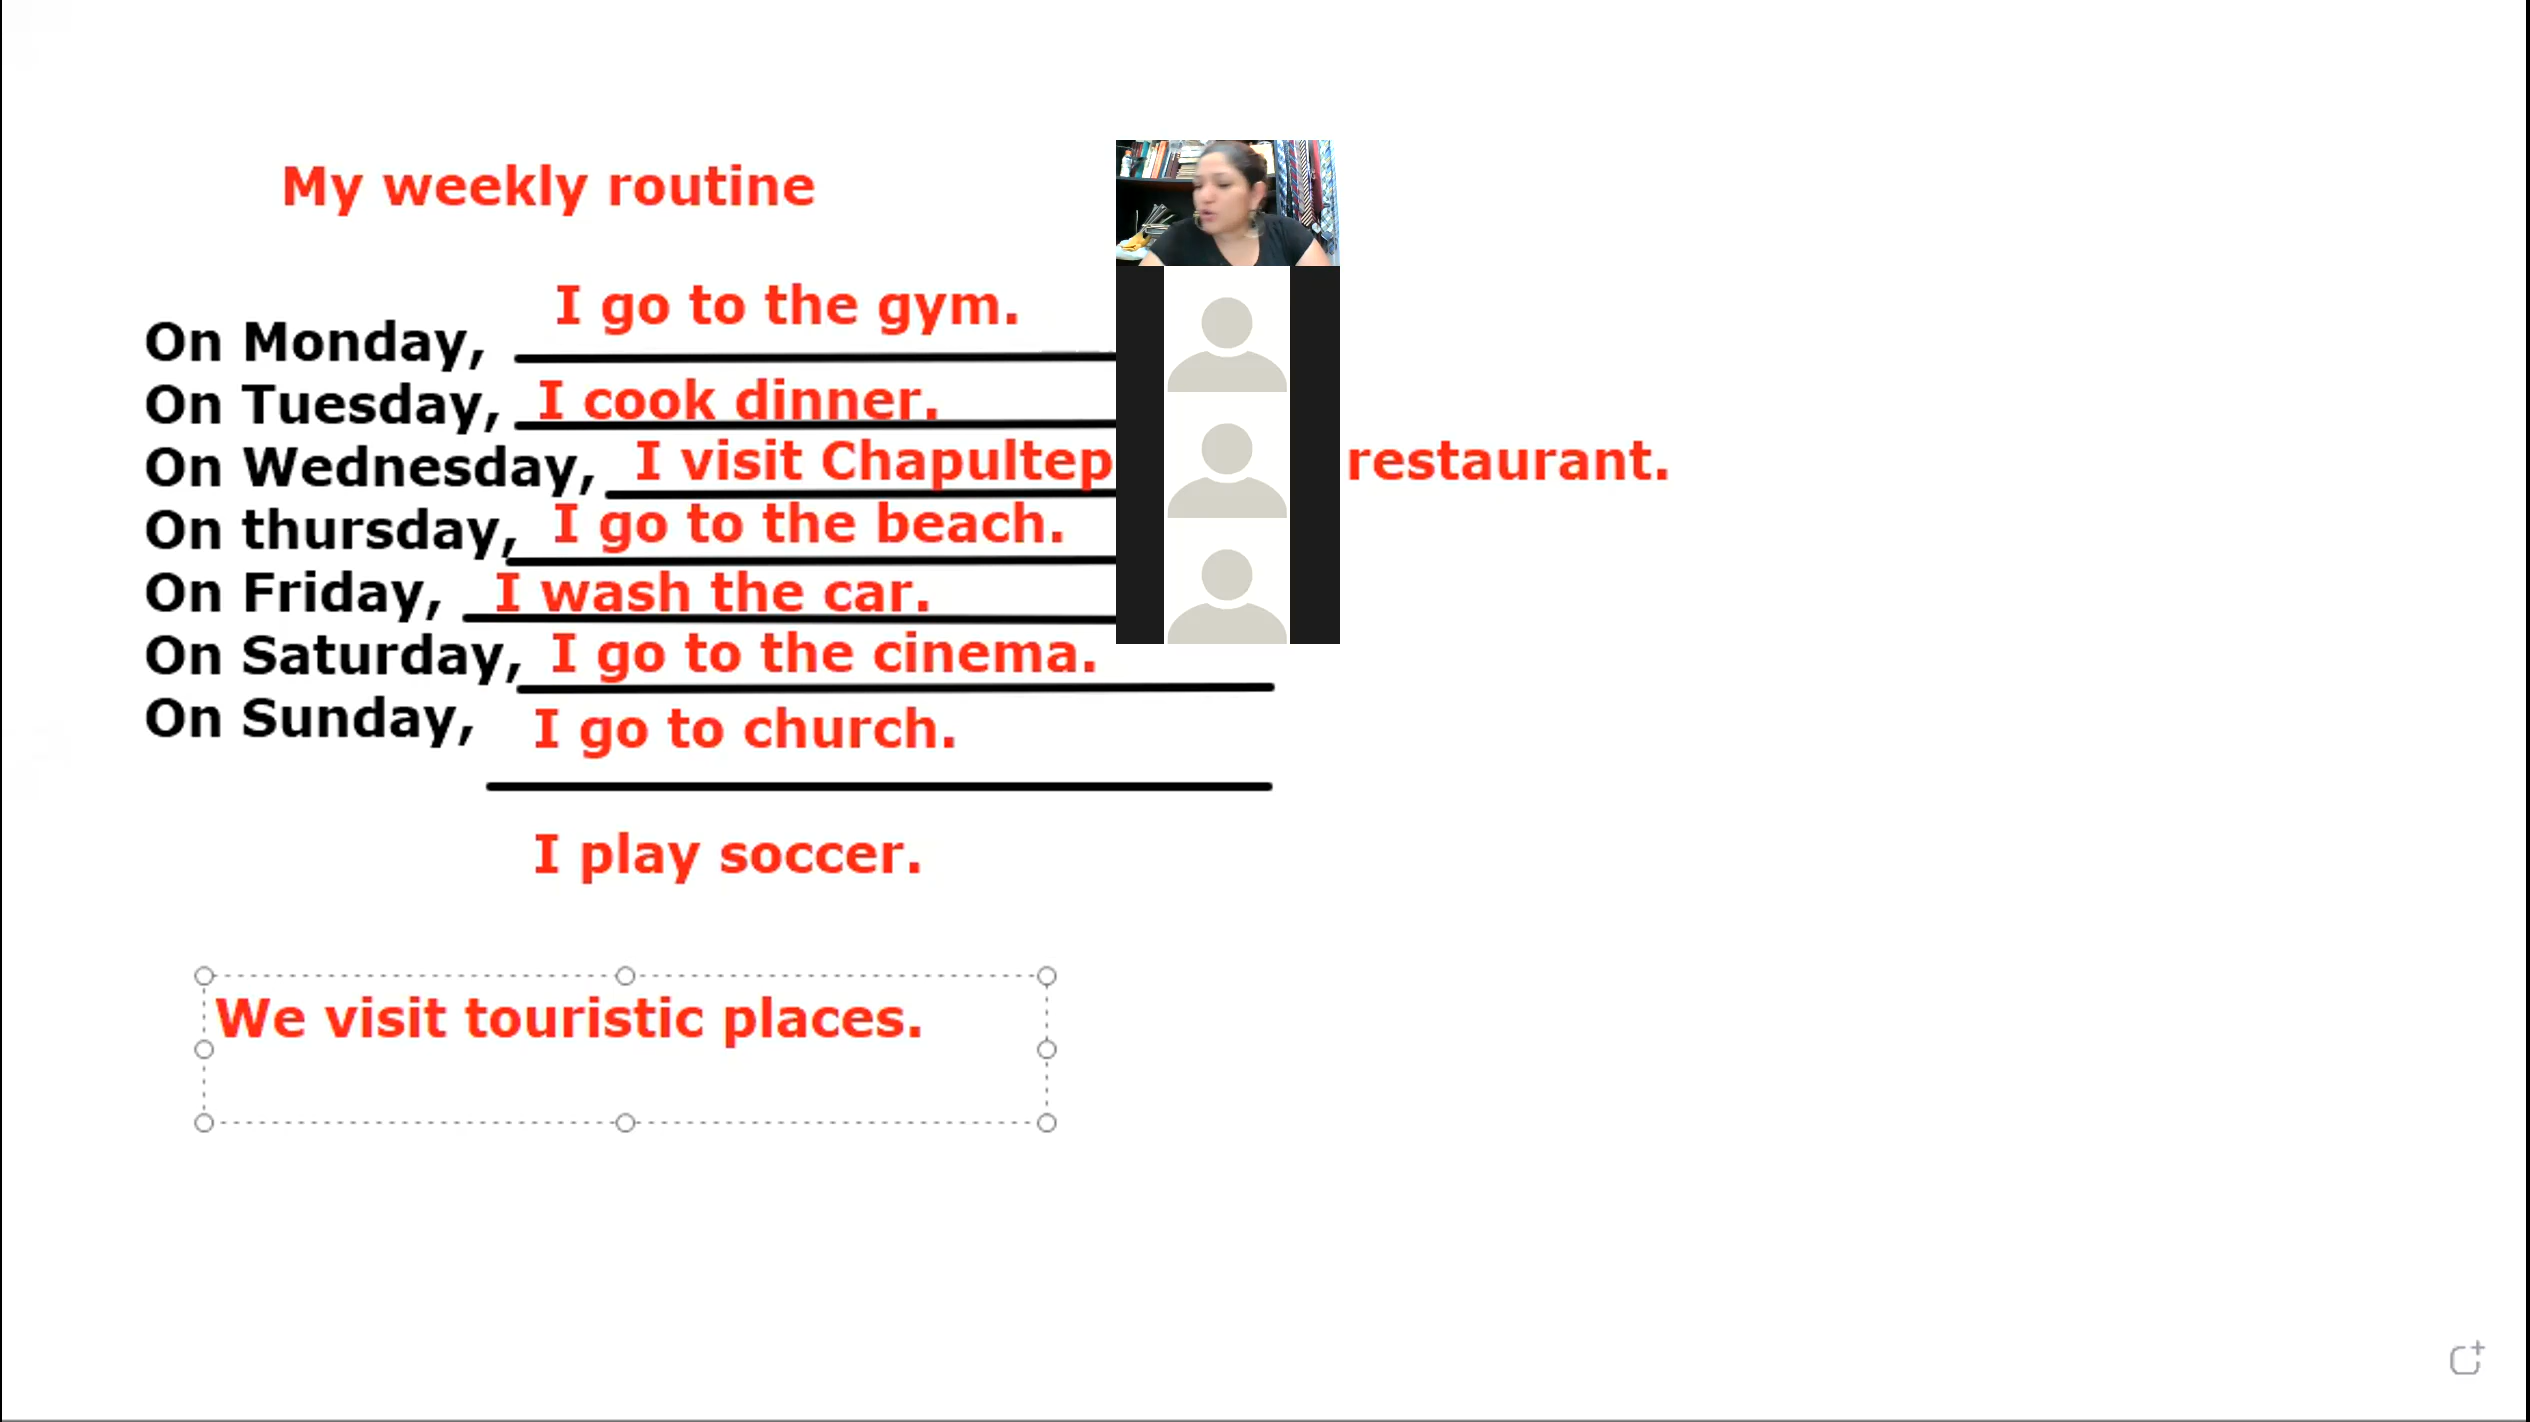 My weekly routine
On Monday, I go to the gym.
On Tuesday, I cook dinner.
On Wednesday, I visit restaurant.
On thursday, I go to the beach.
On Friday, I wash the car.
On Saturday, I go to the cinema.
On Sunday, I go to church.
I play soccer.
We visit touristic places.